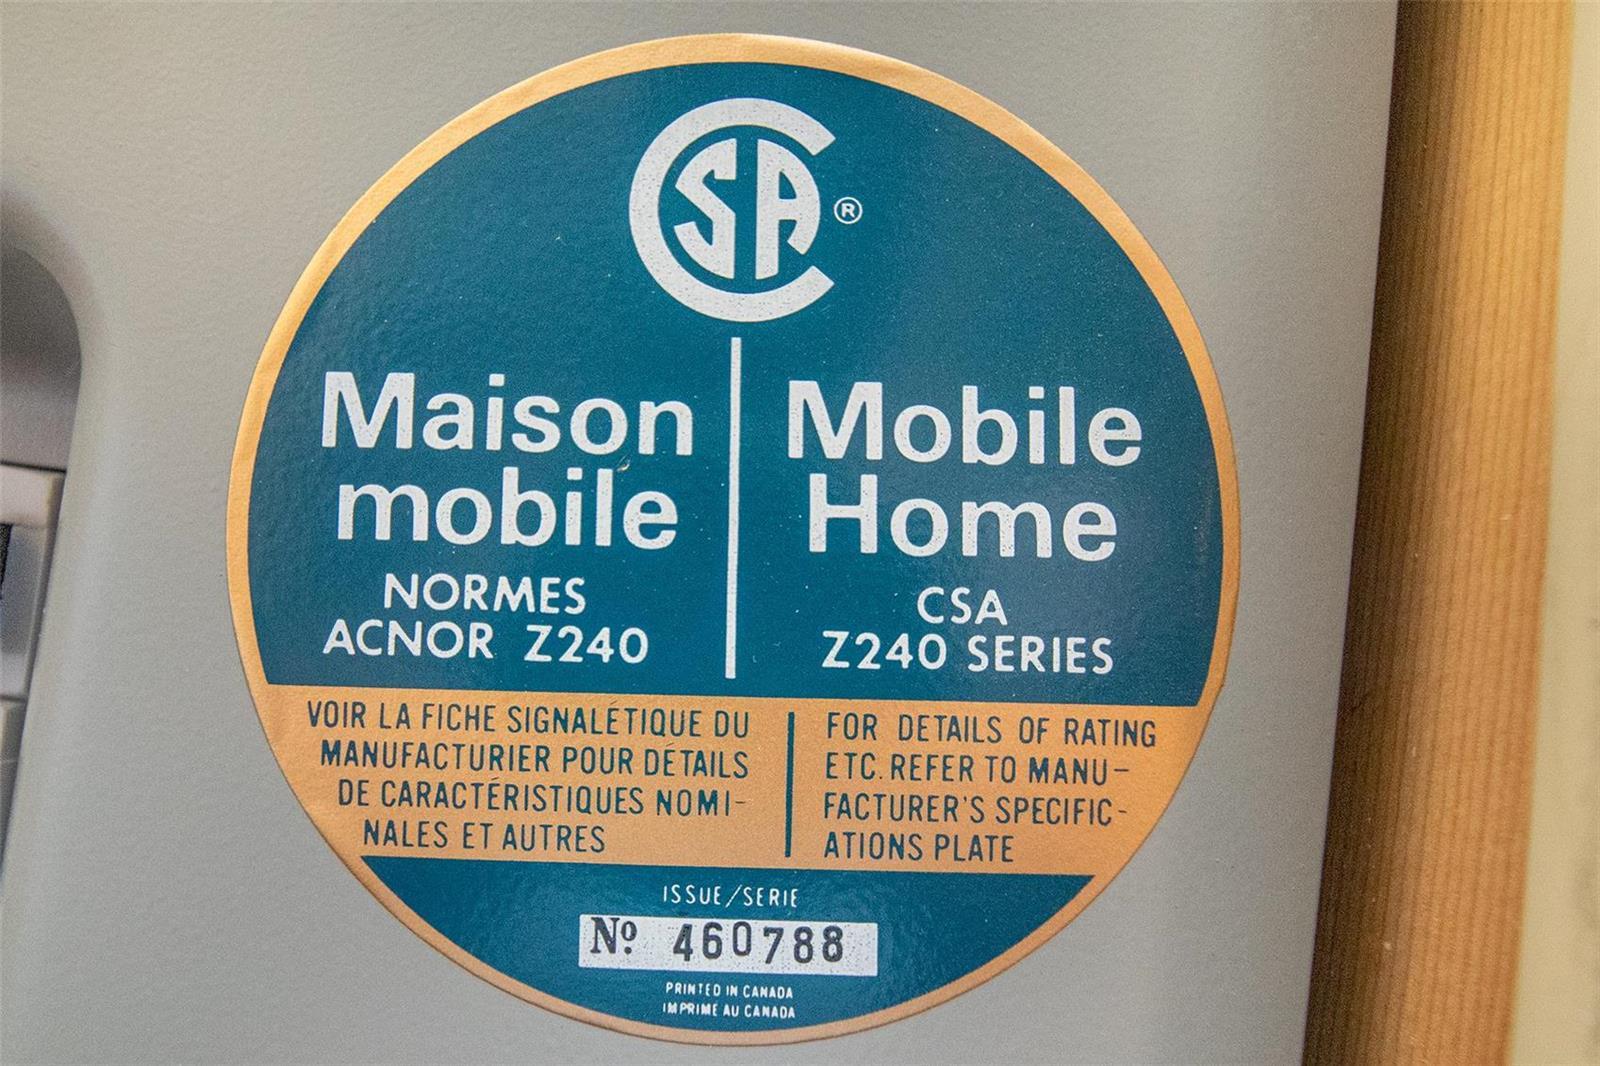 CSA ®
Maison
mobile
NORMES
ACNOR Z240
Mobile
Home
CSA
Z240 SERIES
VOIR LA FICHE SIGNALÉTIQUE DU
MANUFACTURIER POUR DÉTAILS
DE CARACTÉRISTIQUES NOMI-
NALES ET AUTRES
FOR DETAILS OF RATING
ETC. REFER TO MANU-
FACTURER'S SPECIFIC-
ATIONS PLATE
ISSUE/SERIE
Nº 460788
PRINTED IN CANADA
IMPRIME AU CANADA